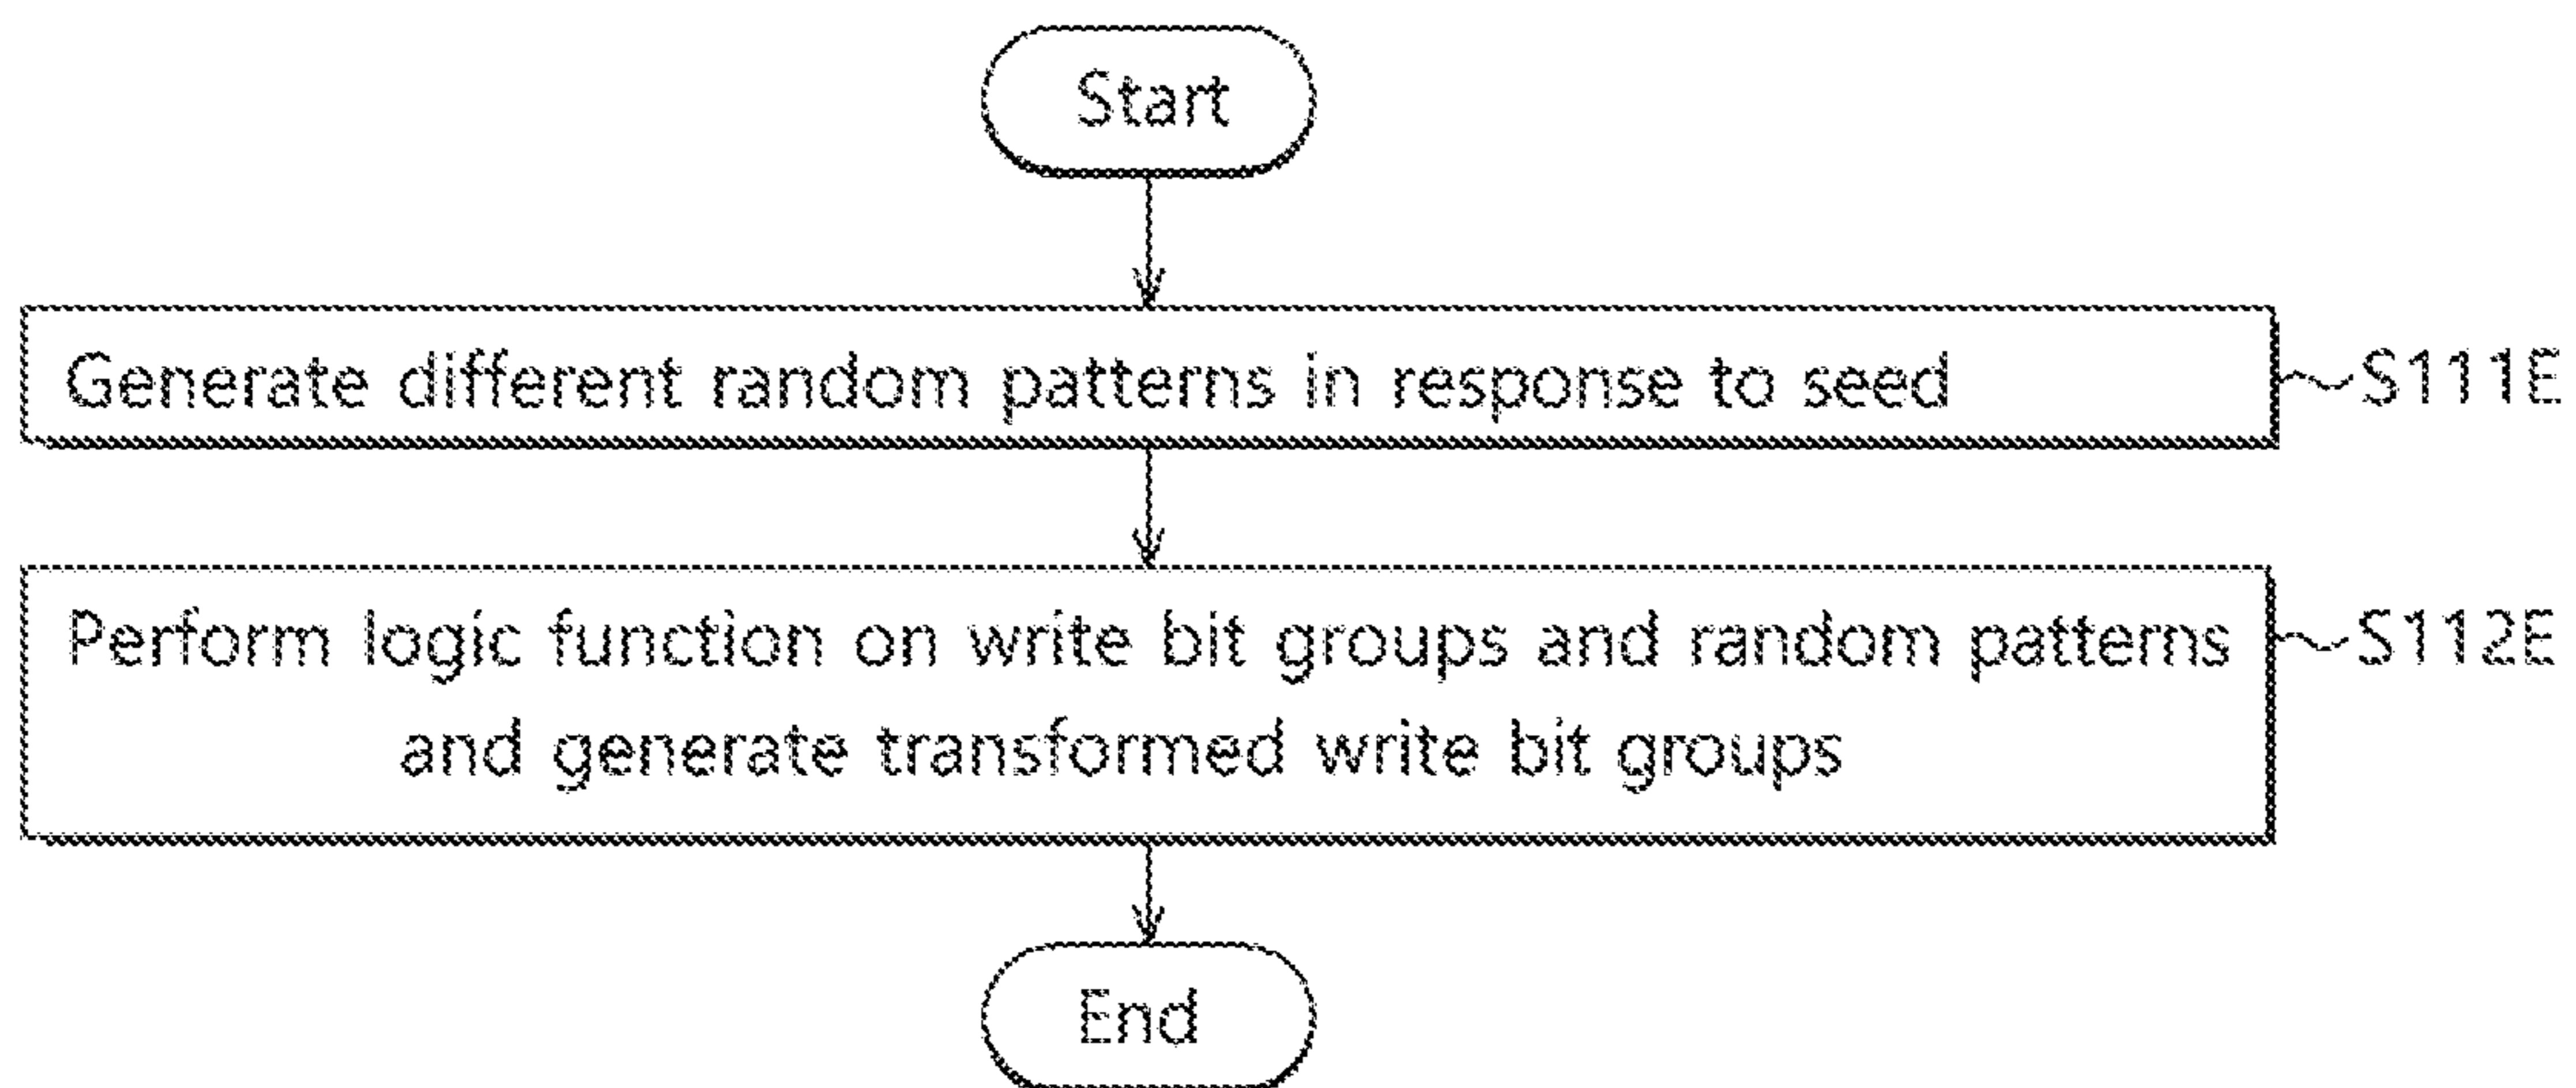 Start
Generate different random patterns in response to seed
S111E
Perform logic function on write bit groups and random patterns
S112E
and generate transformed write bit groups
End